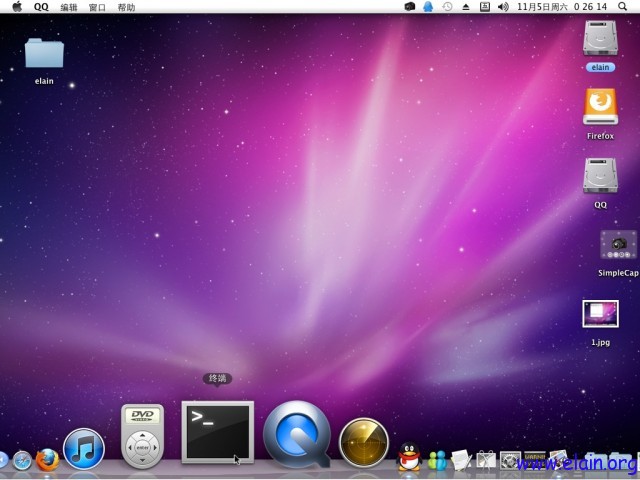 QQ 编辑 窗口 帮助 11月5日周六 0 26 14
elain
elain
Firefox
QQ
SimpleCap
1.jpg
终端
DVD
enter
>_
www.elain.org